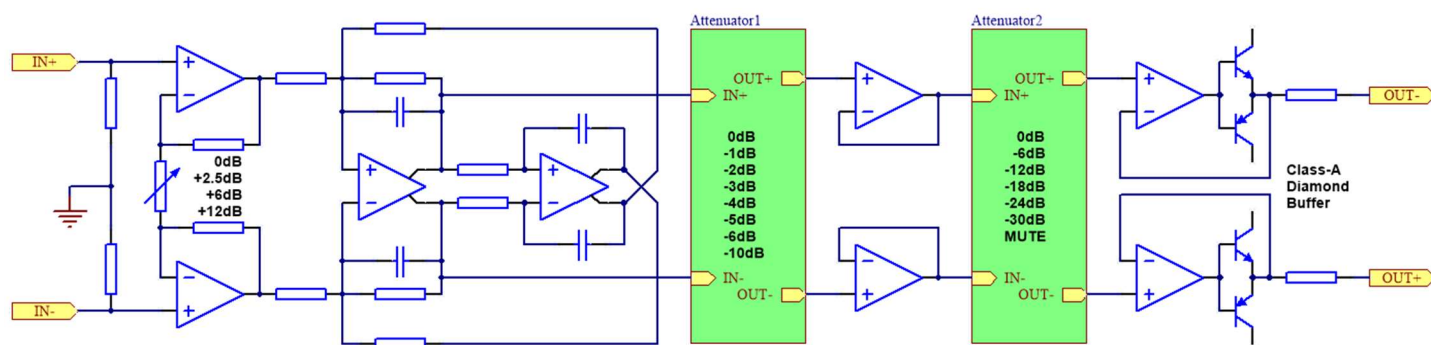 Attenuator1
Attenuator2
IN+
OUT+
IN+
OUT+
IN+
OUT-
0dB
+2.5dB
+6dB
+12dB
0dB
-1dB
-2dB
-3dB
-4dB
-5dB
-6dB
-10dB
0dB
-6dB
-12dB
-18dB
-24dB
-30dB
MUTE
Class-A
Diamond
Buffer
IN-
OUT-
IN-
OUT-
IN-
OUT+